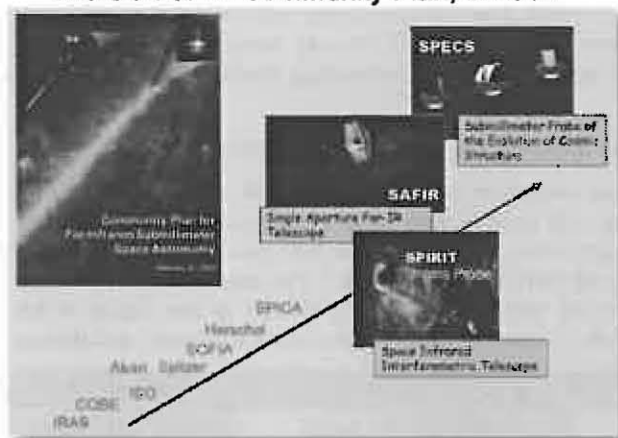 SPECS
Submillimeter Probe of
the Evolution of Cosmic
Structure
SAFIR
Single Aperture Far-IR
Telescope
Community Plan for
Far-Infrared/Submillimeter
Space Astronomy
SPIKIT
Space Infrared
Interferometric Telescope
SPICA
Herschel
SOFIA
Akari Spitzer
ISO
COBE
IRAS